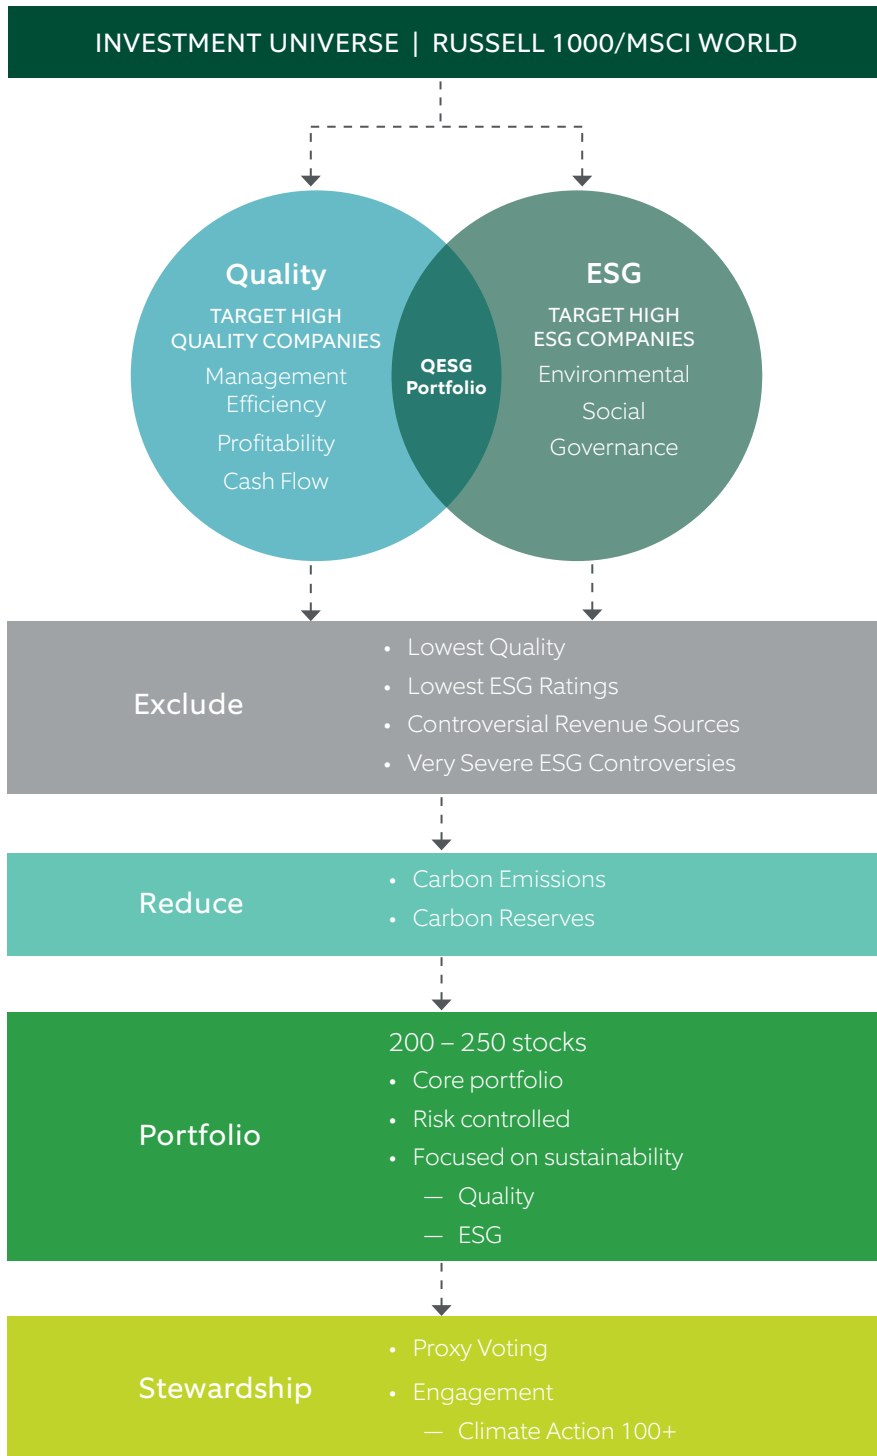 INVESTMENT UNIVERSE | RUSSELL 1000/MSCI WORLD
Quality
TARGET HIGH
QUALITY COMPANIES
Management
Efficiency
Profitability
Cash Flow
QESG
Portfolio
ESG
TARGET HIGH
ESG COMPANIES
Environmental
Social
Governance
Exclude
• Lowest Quality
• Lowest ESG Ratings
• Controversial Revenue Sources
• Very Severe ESG Controversies
Reduce
• Carbon Emissions
• Carbon Reserves
Portfolio
200 – 250 stocks
• Core portfolio
• Risk controlled
• Focused on sustainability
— Quality
— ESG
Stewardship
• Proxy Voting
• Engagement
— Climate Action 100+